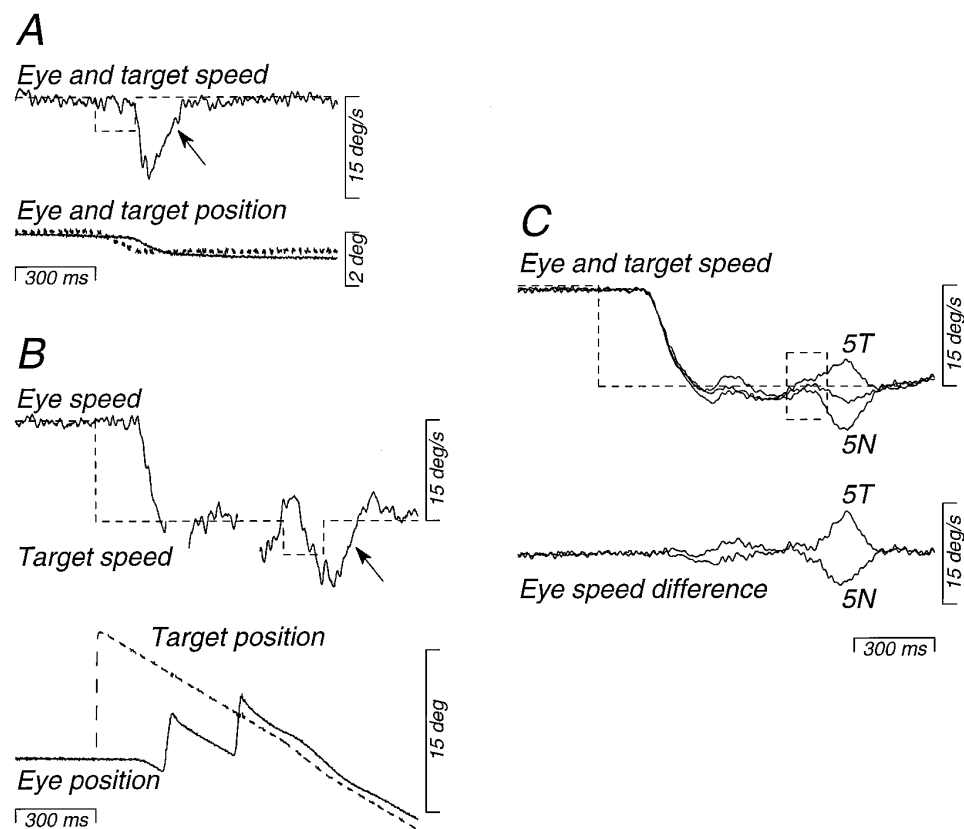 A
Eye and target speed
15 deg/s
Eye and target position
2 deg
300 ms
B
Eye speed
15 deg/s
Target speed
Target position
15 deg
Eye position
300 ms
C
Eye and target speed
15 deg/s
5T
5N
5T
15 deg/s
Eye speed difference
5N
300 ms